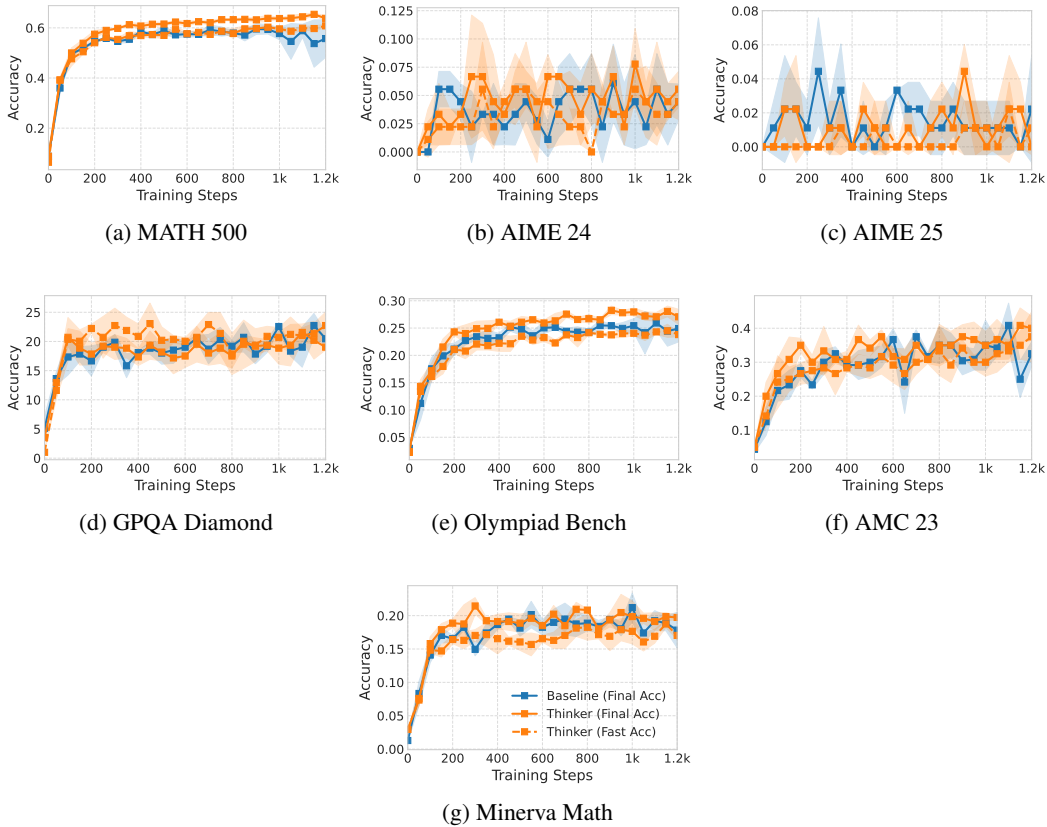 0.6
0.4
0.2
Accuracy
0 200 400 600 800 1k 1.2k
Training Steps
(a) MATH 500
0.125
0.100
0.075
0.050
0.025
0.000
Accuracy
0 200 400 600 800 1k 1.2k
Training Steps
(b) AIME 24
0.08
0.06
0.04
0.02
0.00
Accuracy
0 200 400 600 800 1k 1.2k
Training Steps
(c) AIME 25
25
20
15
10
5
0
Accuracy
0 200 400 600 800 1k 1.2k
Training Steps
(d) GPQA Diamond
0.30
0.25
0.20
0.15
0.10
0.05
Accuracy
0 200 400 600 800 1k 1.2k
Training Steps
(e) Olympiad Bench
0.4
0.3
0.2
0.1
Accuracy
0 200 400 600 800 1k 1.2k
Training Steps
(f) AMC 23
0.20
0.15
0.10
0.05
0.00
Accuracy
Baseline (Final Acc)
Thinker (Final Acc)
Thinker (Fast Acc)
0 200 400 600 800 1k 1.2k
Training Steps
(g) Minerva Math